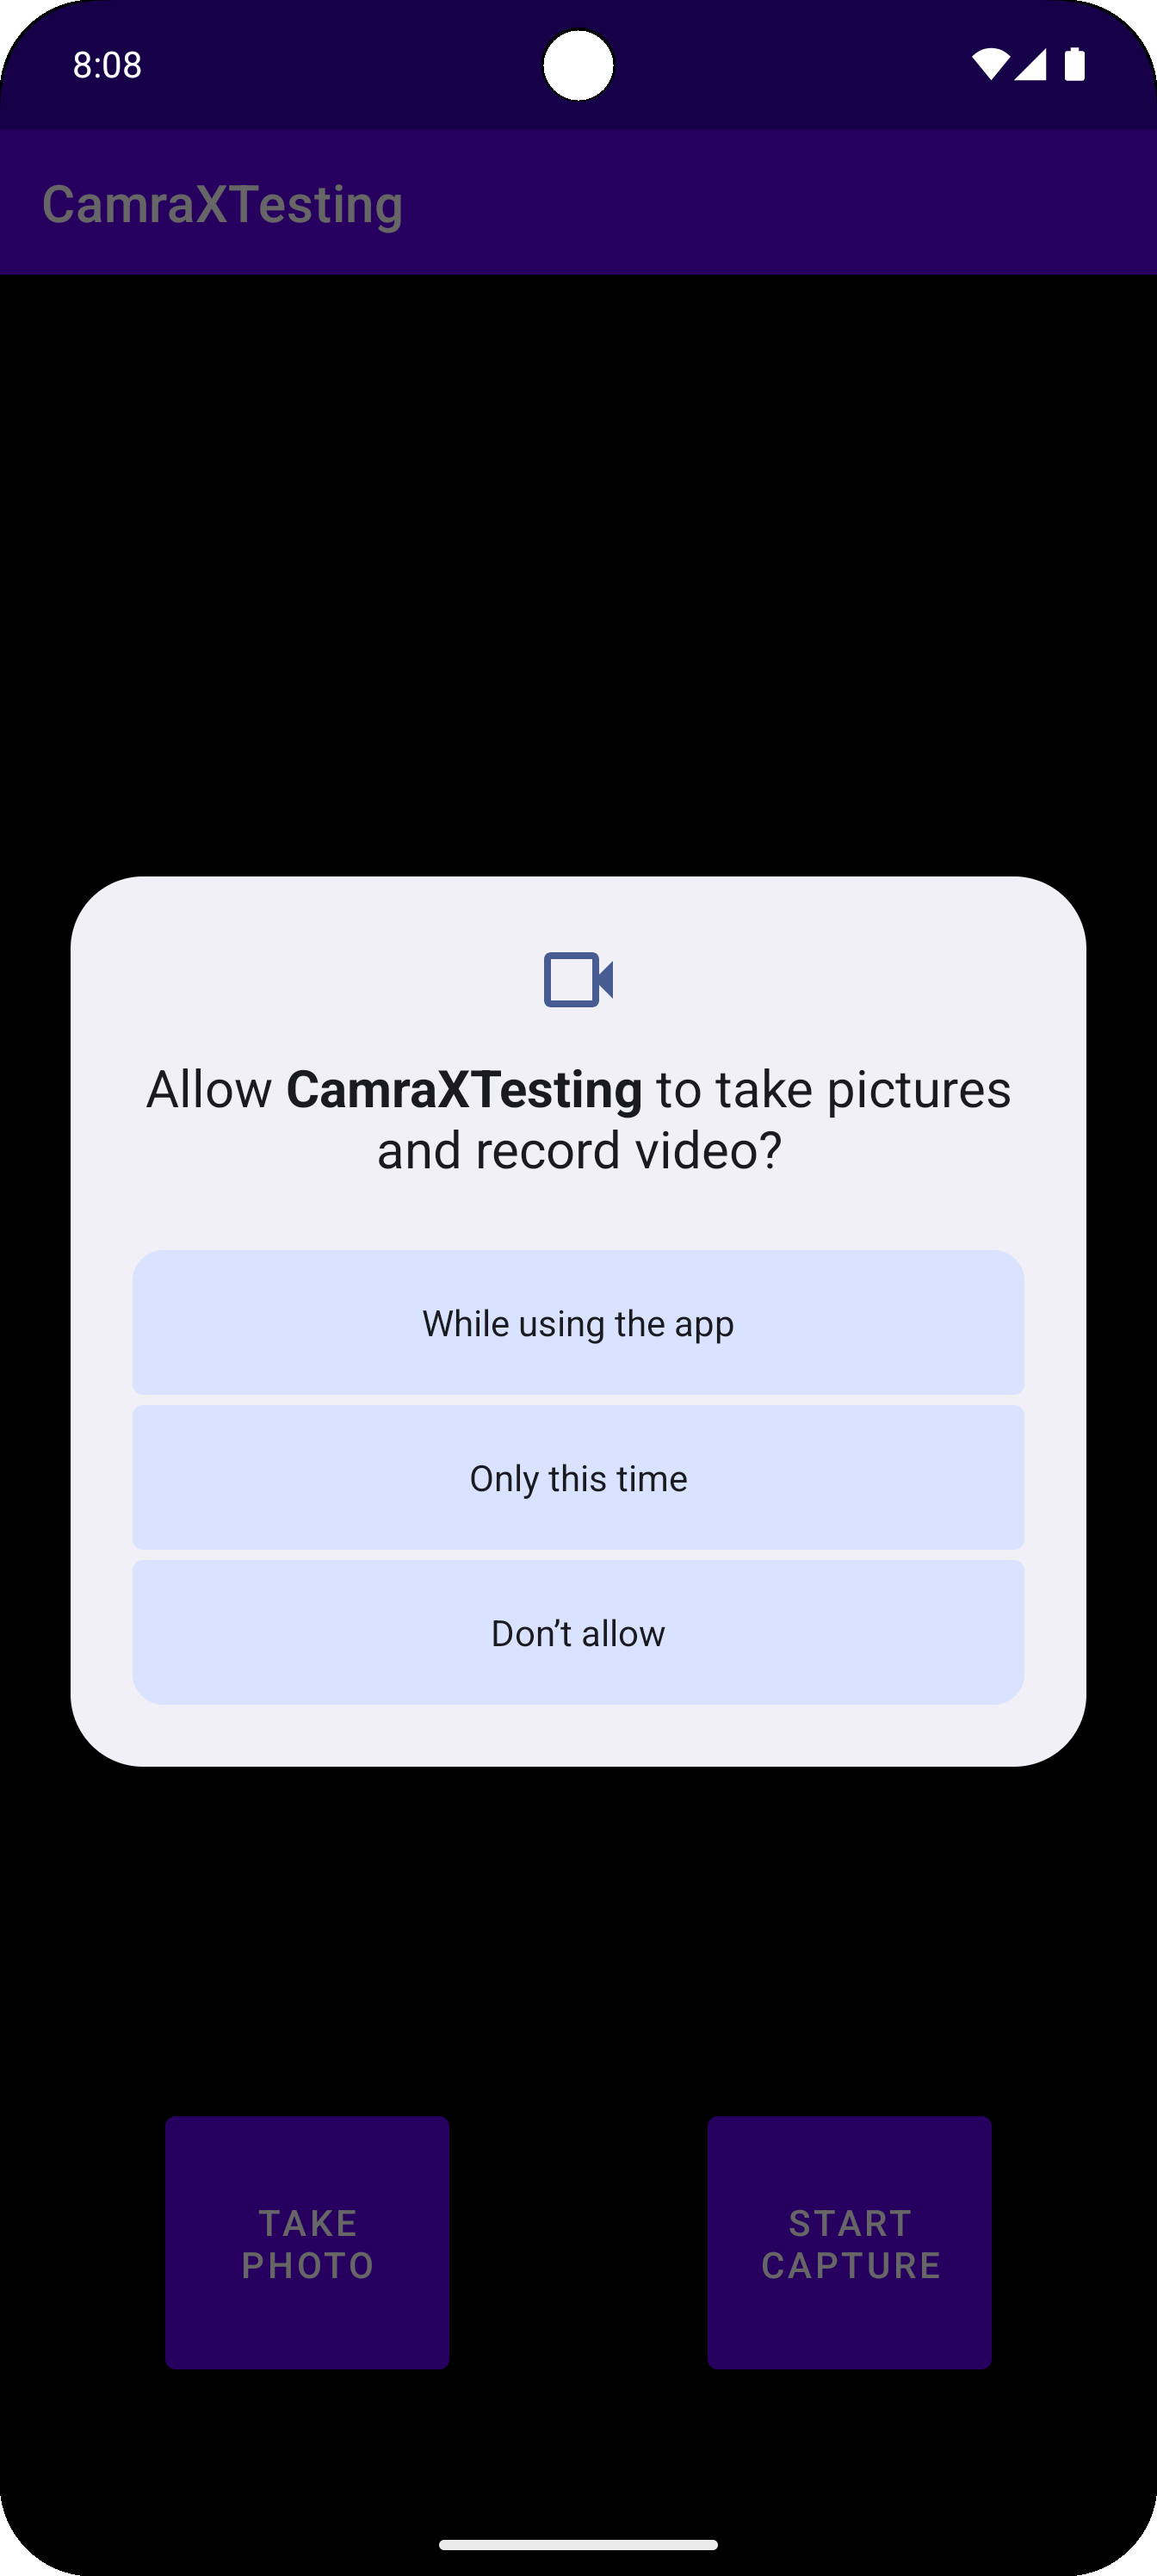 8:08
CamraXTesting
Allow CamraXTesting to take pictures
and record video?
While using the app
Only this time
Don’t allow
TAKE
PHOTO
START
CAPTURE